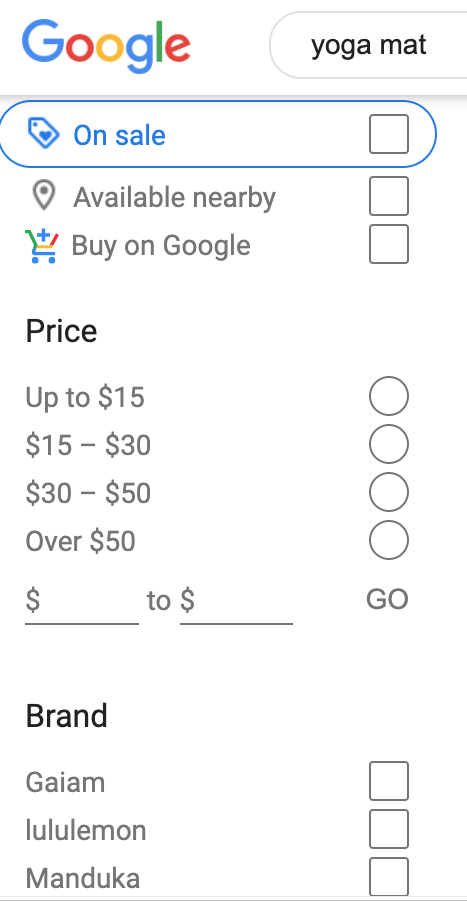 Google
yoga mat
On sale
Available nearby
Buy on Google
Price
Up to $15
$15 – $30
$30 – $50
Over $50
$ to $ GO
Brand
Gaiam
lululemon
Manduka